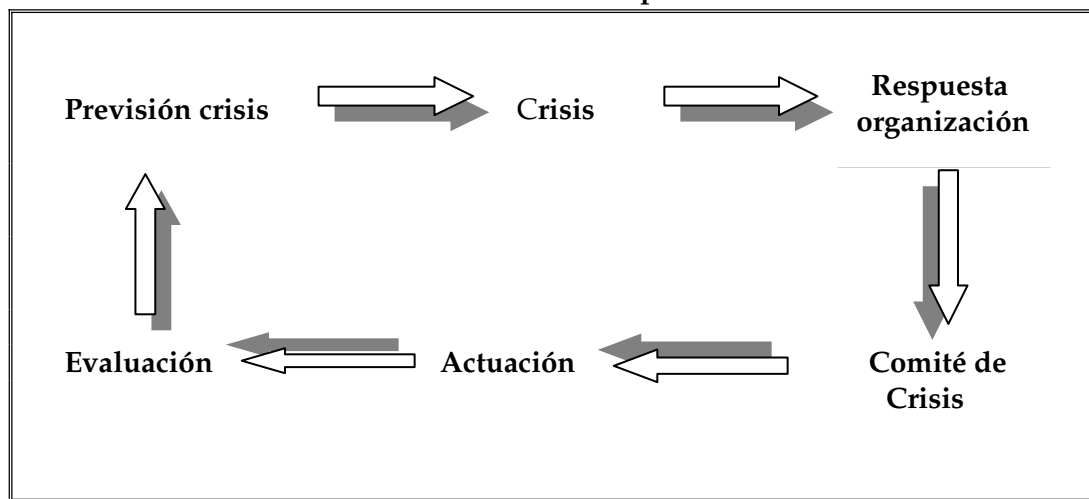 Previsión crisis
Crisis
Respuesta
organización
Evaluación
Actuación
Comité de
Crisis